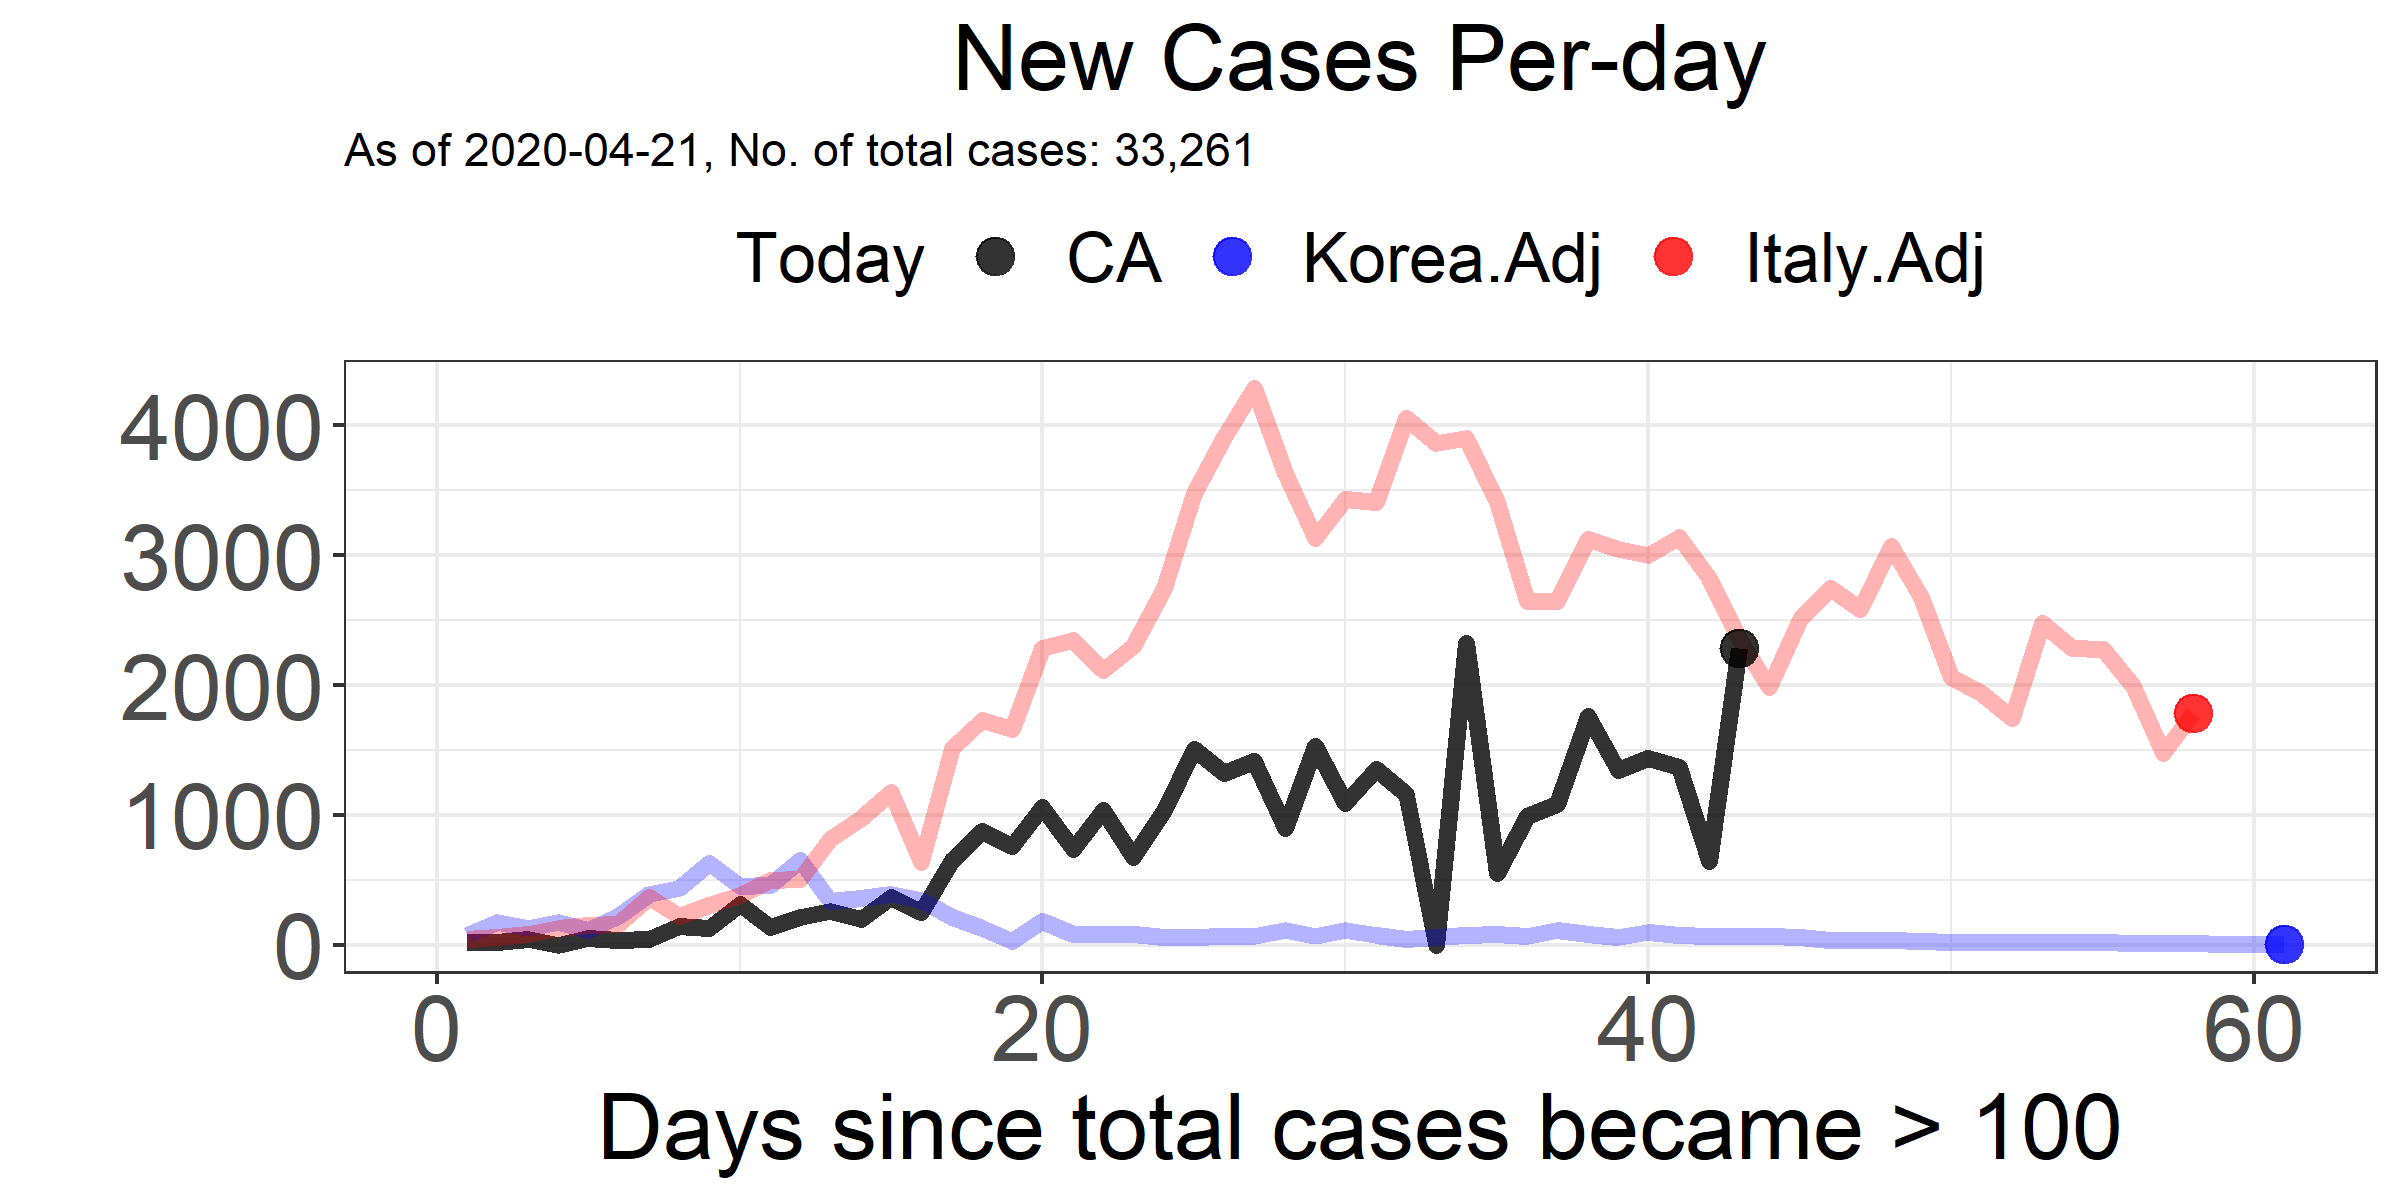 New Cases Per-day
As of 2020-04-21, No. of total cases: 33,261
Today CA Korea.Adj Italy.Adj
4000
3000
2000
1000
0
0 20 40 60
Days since total cases became > 100